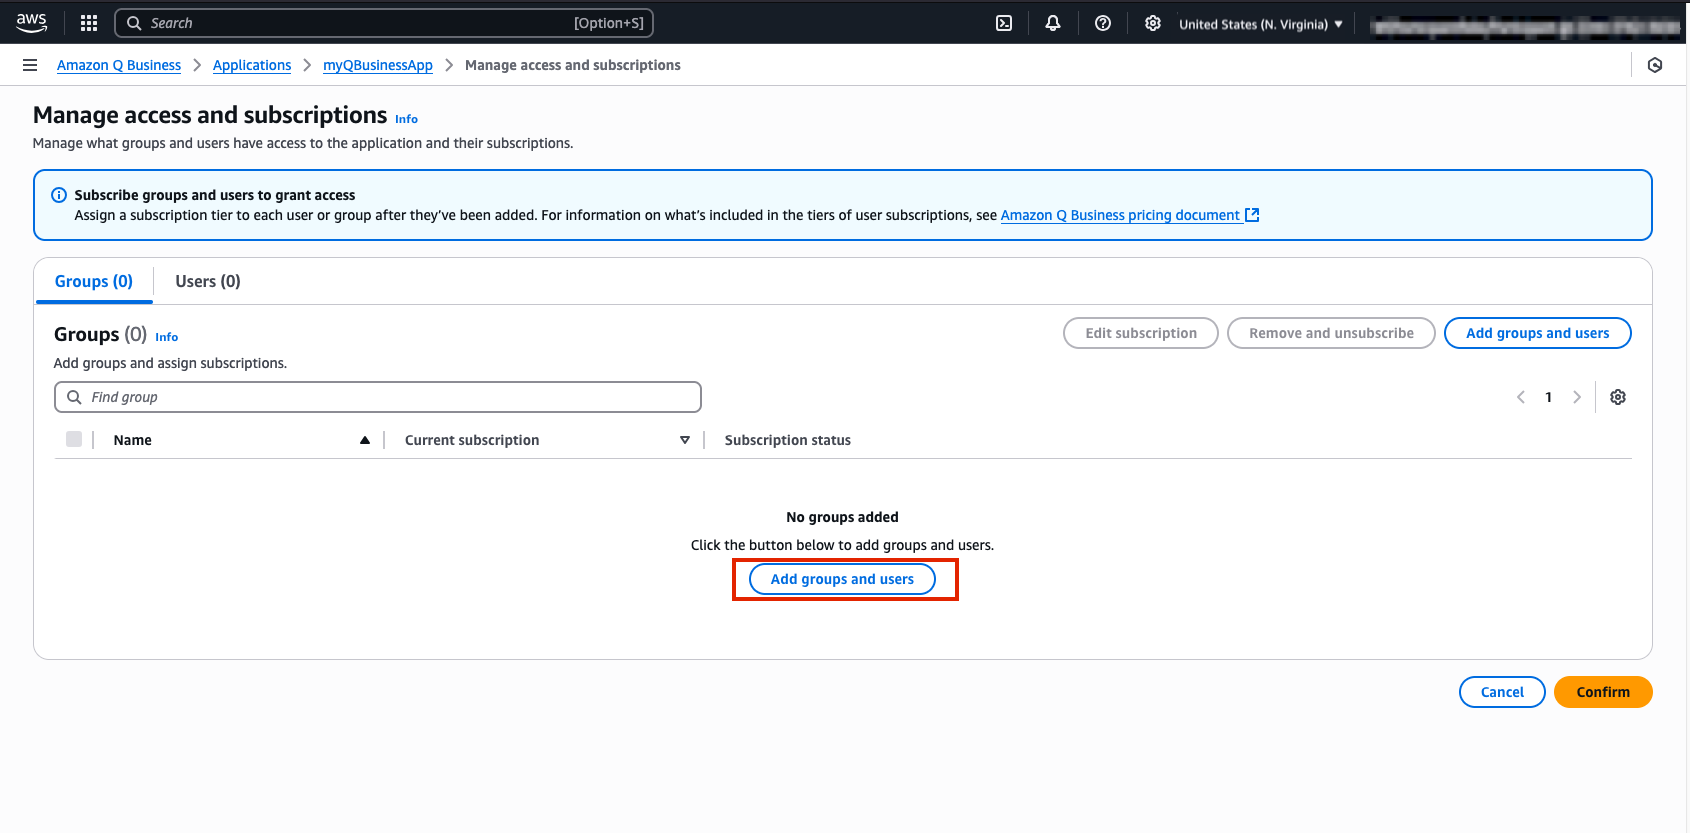 aws Search [Option+S] United States (N. Virginia)
Amazon Q Business Applications myQBusinessApp Manage access and subscriptions
Manage access and subscriptions Info
Manage what groups and users have access to the application and their subscriptions.
Subscribe groups and users to grant access
Assign a subscription tier to each user or group after they've been added. For information on what's included in the tiers of user subscriptions, see Amazon Q Business pricing document
Groups (0) Users (0)
Groups (0) Info Edit subscription Remove and unsubscribe Add groups and users
Add groups and assign subscriptions.
Find group 1
Name Current subscription Subscription status
No groups added
Click the button below to add groups and users.
Add groups and users
Cancel Confirm